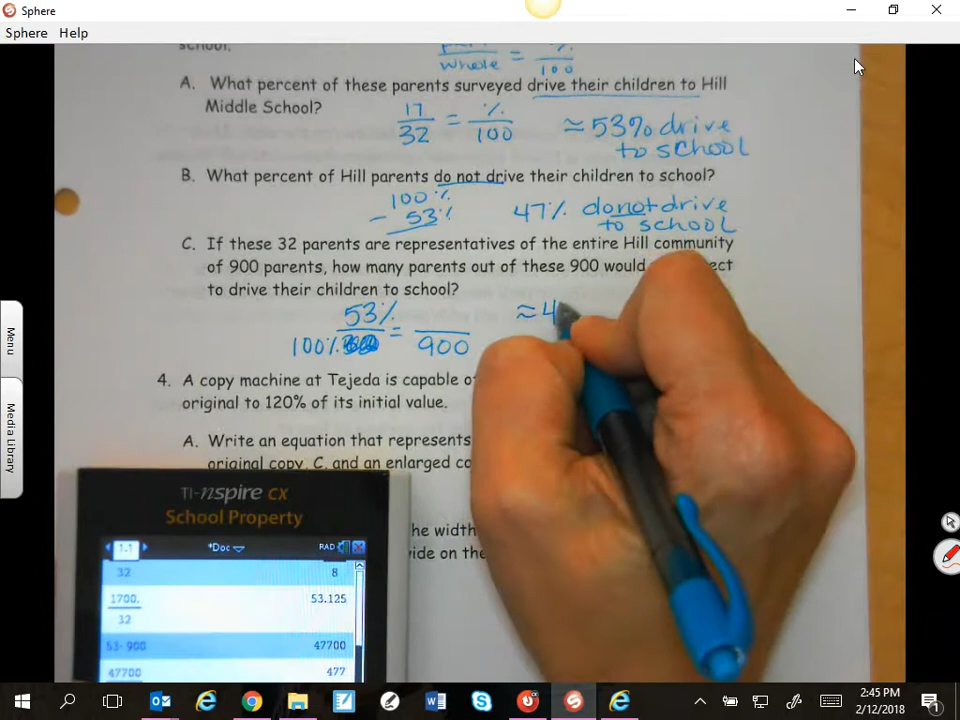 Sphere
Sphere Help
school.
whole = 100
A. What percent of these parents surveyed drive their children to Hill
Middle School?
17/32 = %/100 ≈ 53% drive
to school
B. What percent of Hill parents do not drive their children to school?
100%
- 53%
47% do not drive
to school
C. If these 32 parents are representatives of the entire Hill community
of 900 parents, how many parents out of these 900 would
to drive their children to school?
53%
100% = 900
≈ 4
4. A copy machine at Tejeda is capable
original to 120% of its initial value.
A. Write an equation that represents
original copy, C, and an enlarged
the width
on the
Menu
Media Library
TI-nspire CX
School Property
1.1 *Doc RAD
32 8
1700. 53.125
32
53·900 47700
47700 477
2:45 PM
2/12/2018
1